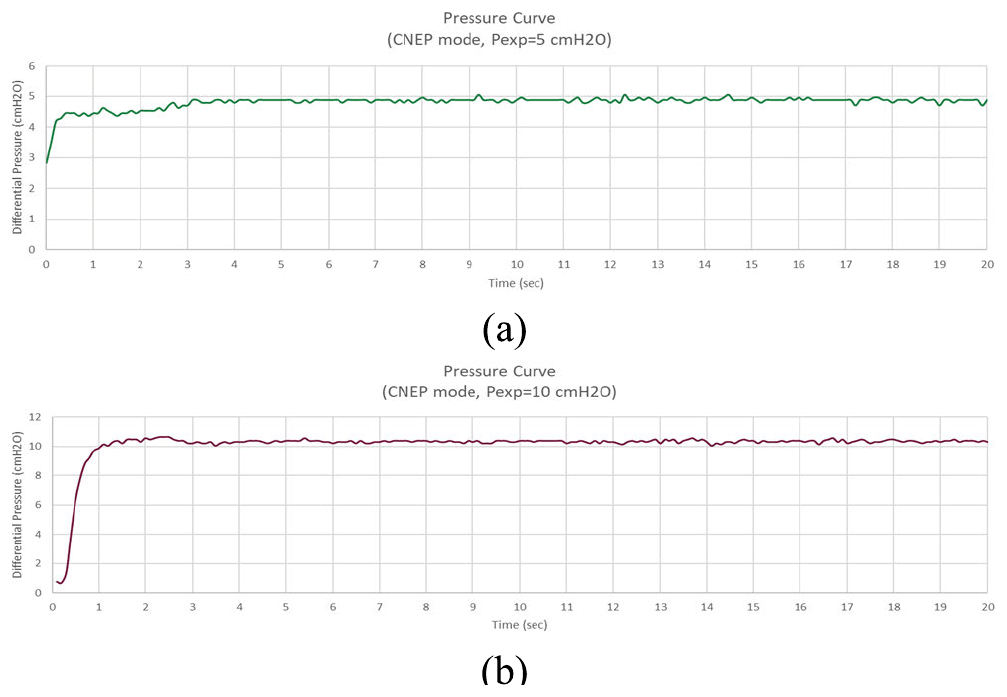 Pressure Curve
(CNEP mode, Pexp=5 cmH2O)
Differential Pressure (cmH2O)
6
5
4
3
2
1
0
0 1 2 3 4 5 6 7 8 9 10 11 12 13 14 15 16 17 18 19 20
Time (sec)
(a)
Pressure Curve
(CNEP mode, Pexp=10 cmH2O)
Differential Pressure (cmH2O)
12
10
8
6
4
2
0
0 1 2 3 4 5 6 7 8 9 10 11 12 13 14 15 16 17 18 19 20
Time (sec)
(b)